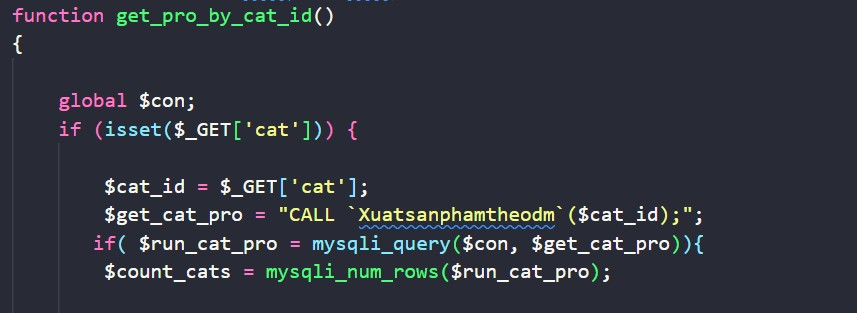 function get_pro_by_cat_id()
{
global $con;
if (isset($_GET['cat'])) {
$cat_id = $_GET['cat'];
$get_cat_pro = "CALL `Xuatsanphamtheodm`($cat_id);";
if( $run_cat_pro = mysqli_query($con, $get_cat_pro)){
$count_cats = mysqli_num_rows($run_cat_pro);